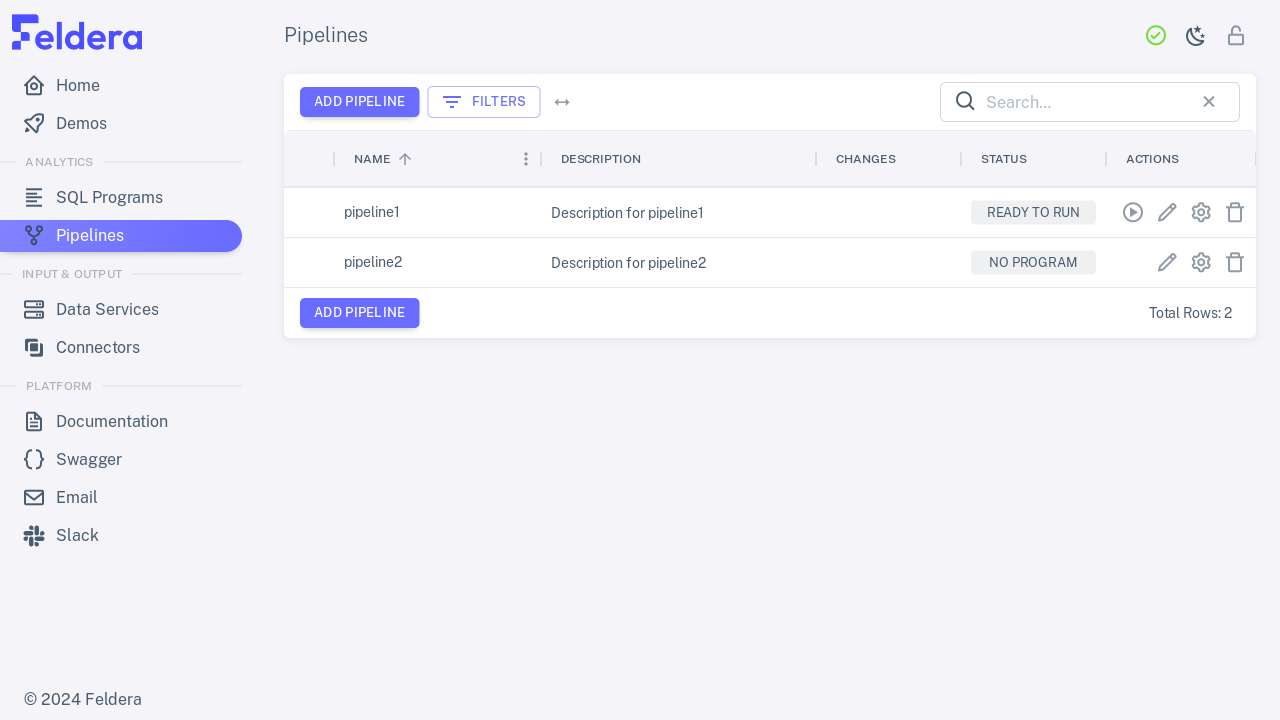 Feldera
Home
Demos
ANALYTICS
SQL Programs
Pipelines
INPUT & OUTPUT
Data Services
Connectors
PLATFORM
Documentation
Swagger
Email
Slack
© 2024 Feldera
Pipelines
ADD PIPELINE FILTERS Search...
NAME DESCRIPTION CHANGES STATUS ACTIONS
pipeline1 Description for pipeline1 READY TO RUN
pipeline2 Description for pipeline2 NO PROGRAM
ADD PIPELINE Total Rows: 2